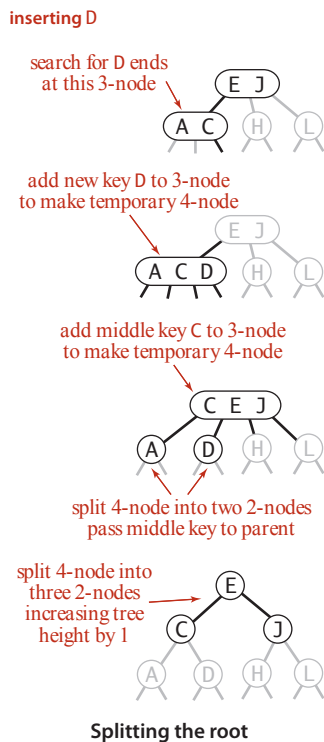 inserting D
search for D ends
at this 3-node
E J
A C
H
L
add new key D to 3-node
to make temporary 4-node
E J
A C D
H
L
add middle key C to 3-node
to make temporary 4-node
C E J
A
D
H
L
split 4-node into two 2-nodes
pass middle key to parent
split 4-node into
three 2-nodes
increasing tree
height by 1
E
C
J
A
D
H
L
Splitting the root